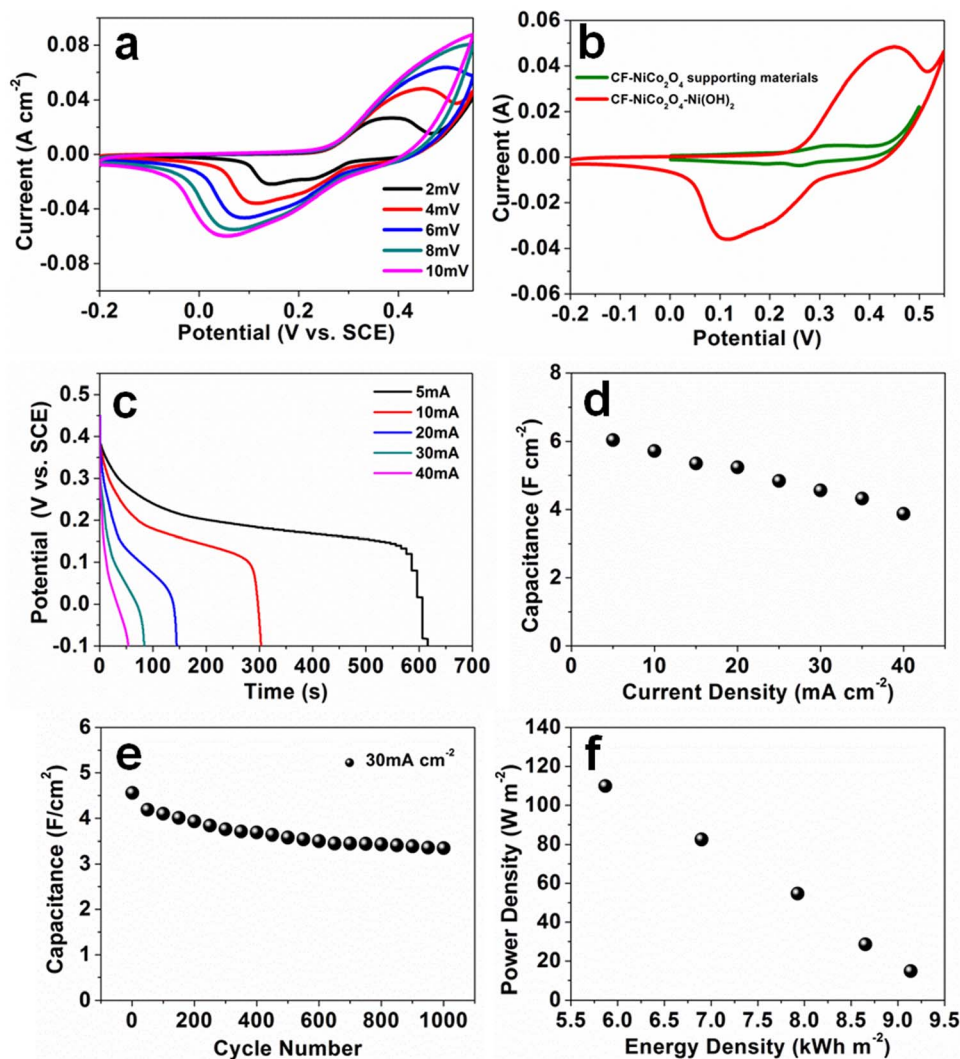 a
0.08
0.04
0.00
-0.04
-0.08
Curreent (A cm⁻²)
-0.2
0.0
0.2
0.4
Potential (V vs. SCE)
2mV
4mV
6mV
8mV
10mV
b
0.06
0.04
0.02
0.00
-0.02
-0.04
-0.06
Curreent (A)
CF-NiCo₂O₄ supporting materials
CF-NiCo₂O₄-Ni(OH)₂
-0.2 -0.1 0.0 0.1 0.2 0.3 0.4 0.5
Potential (V)
c
0.5
0.4
0.3
0.2
0.1
0.0
-0.1
Potential (V vs. SCE)
5mA
10mA
20mA
30mA
40mA
0 100 200 300 400 500 600 700
Time (s)
d
8
6
4
2
0
Capacitance (F cm⁻²)
0 10 20 30 40
Current Density (mA cm⁻²)
e
6
5
4
3
2
1
0
Capacitance (F/cm²)
30mA cm⁻²
0 200 400 600 800 1000
Cycle Number
f
140
120
100
80
60
40
20
0
Power Density (W m⁻²)
5.5 6.0 6.5 7.0 7.5 8.0 8.5 9.0 9.5
Energy Density (kWh m⁻²)